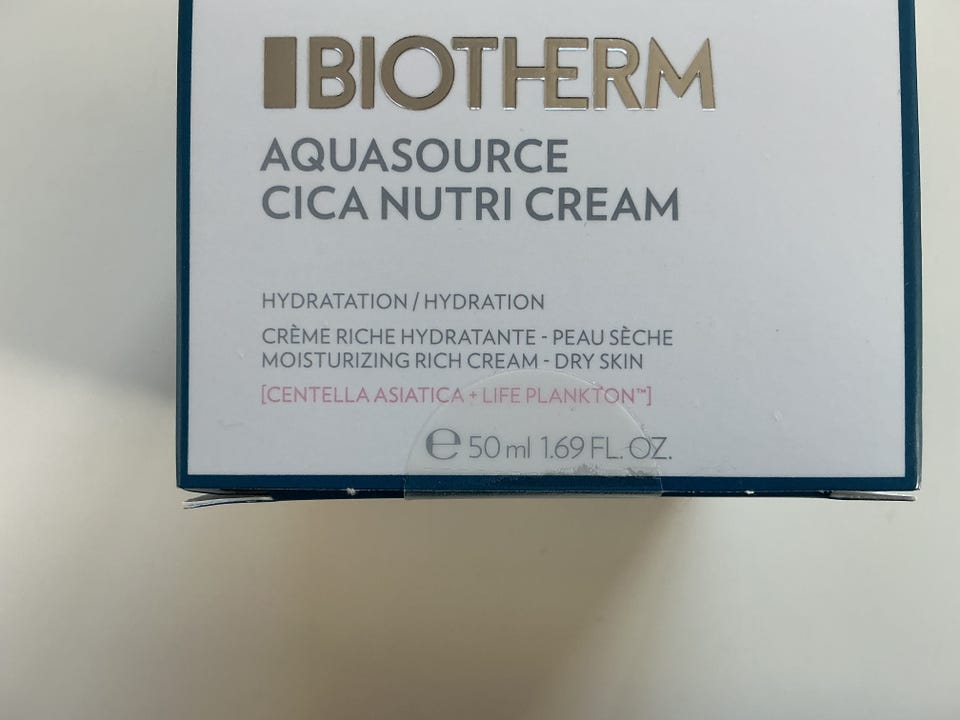 BIOTHERM
AQUASOURCE
CICA NUTRI CREAM
HYDRATATION / HYDRATION
CRÈME RICHE HYDRATANTE - PEAU SÈCHE
MOISTURIZING RICH CREAM - DRY SKIN
[CENTELLA ASIATICA + LIFE PLANKTON™]
℮ 50 ml 1.69 FL. OZ.